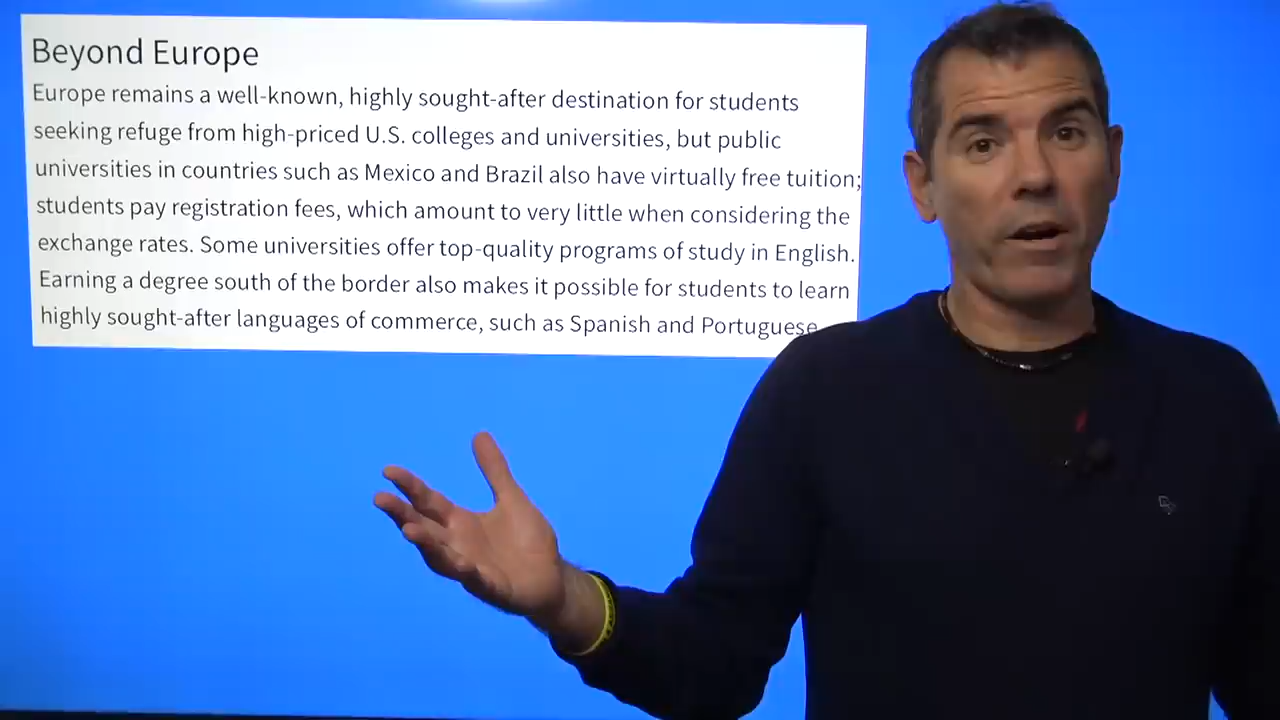 Beyond Europe
Europe remains a well-known, highly sought-after destination for students
seeking refuge from high-priced U.S. colleges and universities, but public
universities in countries such as Mexico and Brazil also have virtually free tuition;
students pay registration fees, which amount to very little when considering the
exchange rates. Some universities offer top-quality programs of study in English.
Earning a degree south of the border also makes it possible for students to learn
highly sought-after languages of commerce, such as Spanish and Portuguese